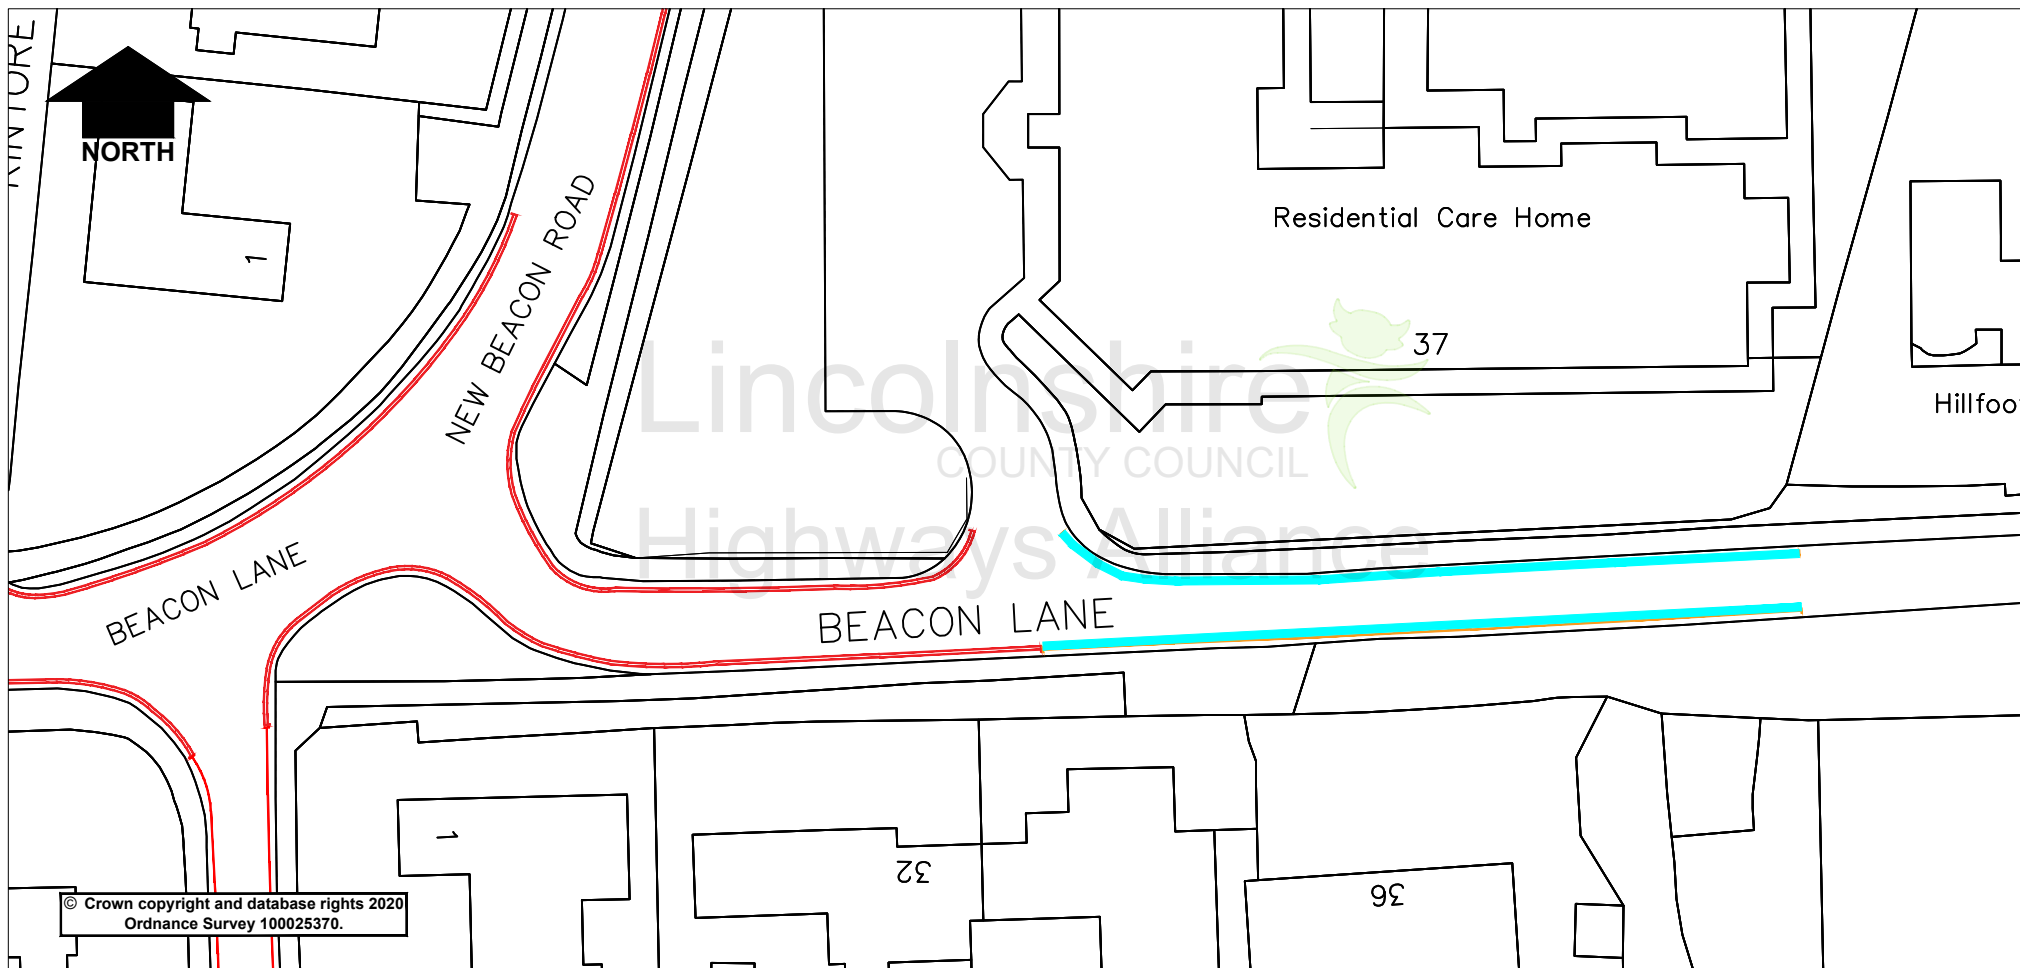 KINTORE
NORTH
1
NEW BEACON ROAD
Residential Care Home
37
Lincolnshire
COUNTY COUNCIL
Highways Alliance
BEACON LANE
BEACON LANE
1
32
36
© Crown copyright and database rights 2020
Ordnance Survey 100025370.